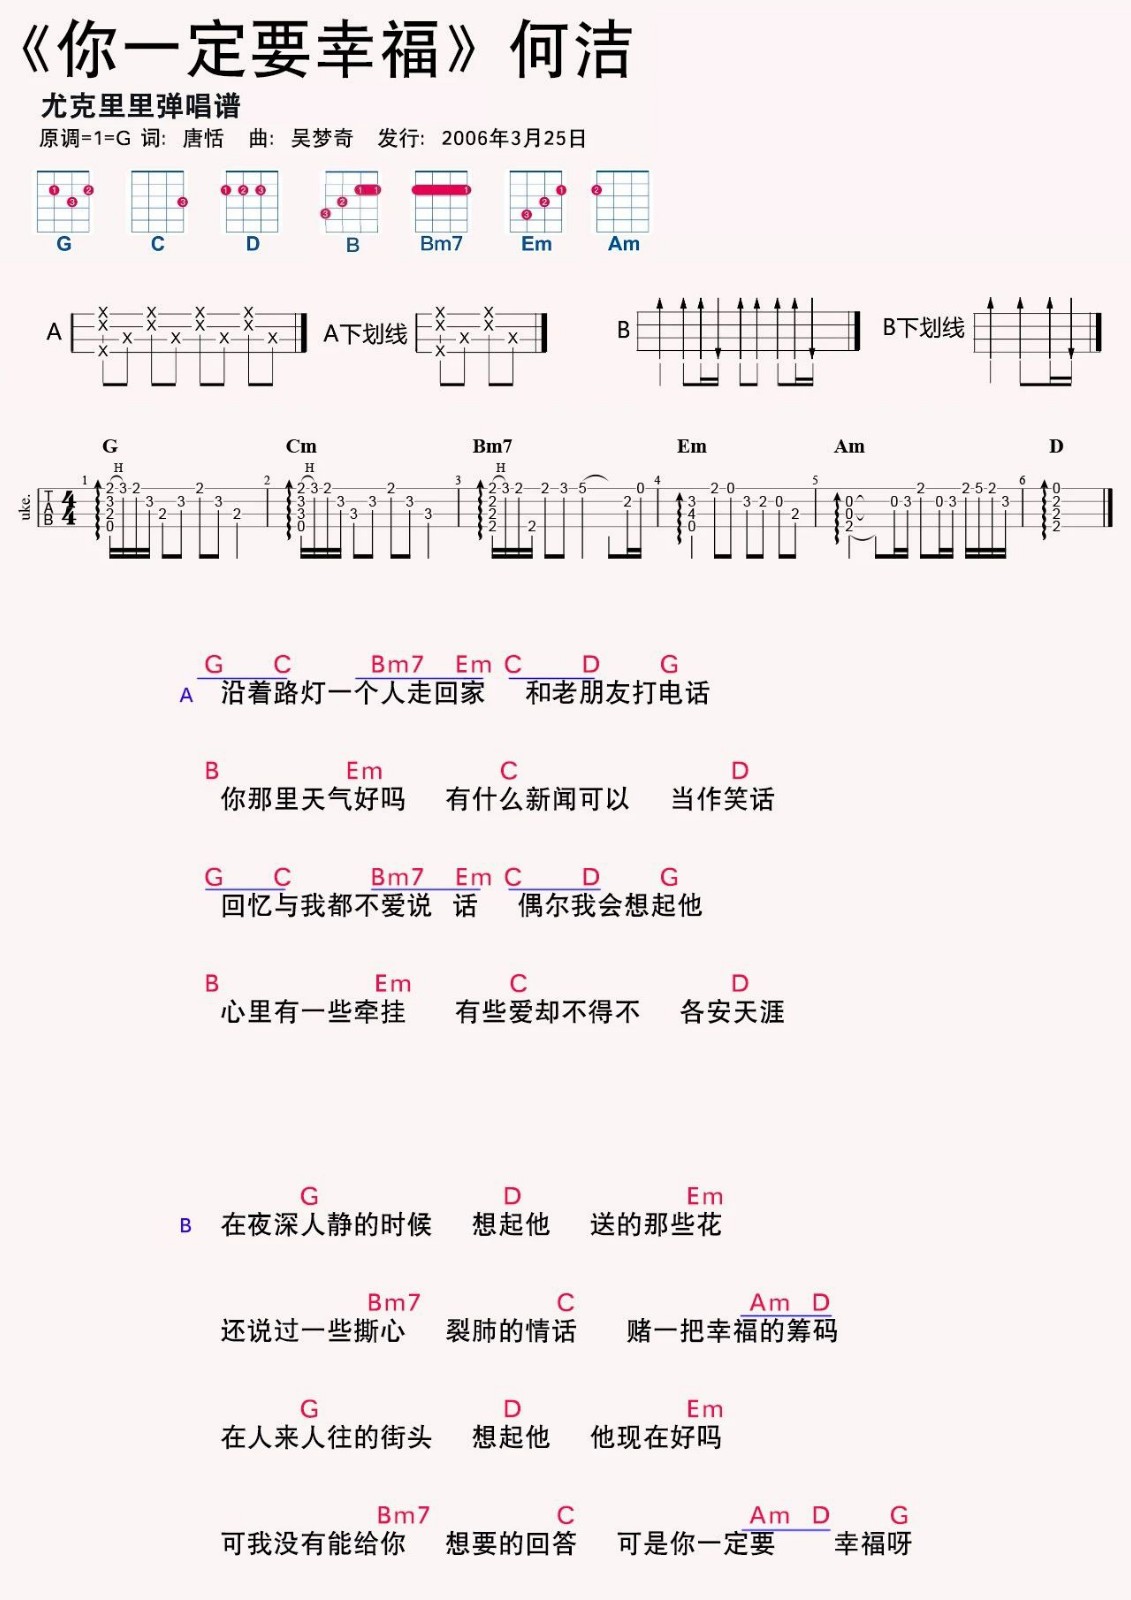 《你一定要幸福》何洁
尤克里里弹唱谱
原调=1=G 词: 唐恬 曲: 吴梦奇 发行: 2006年3月25日
G C D B Bm7 Em Am
A A下划线 B B下划线
G Cm Bm7 Em Am D
H H H
1 2 3 4 5 6
uke. TAB 4/4
G C Bm7 Em C D G
A 沿着路灯一个人走回家 和老朋友打电话
B Em C D
你那里天气好吗 有什么新闻可以 当作笑话
G C Bm7 Em C D G
回忆与我都不爱说 话 偶尔我会想起他
B Em C D
心里有一些牵挂 有些爱却不得不 各安天涯
G D Em
B 在夜深人静的时候 想起他 送的那些花
Bm7 C Am D
还说过一些撕心 裂肺的情话 赌一把幸福的筹码
G D Em
在人来人往的街头 想起他 他现在好吗
Bm7 C Am D G
可我没有能给你 想要的回答 可是你一定要 幸福呀